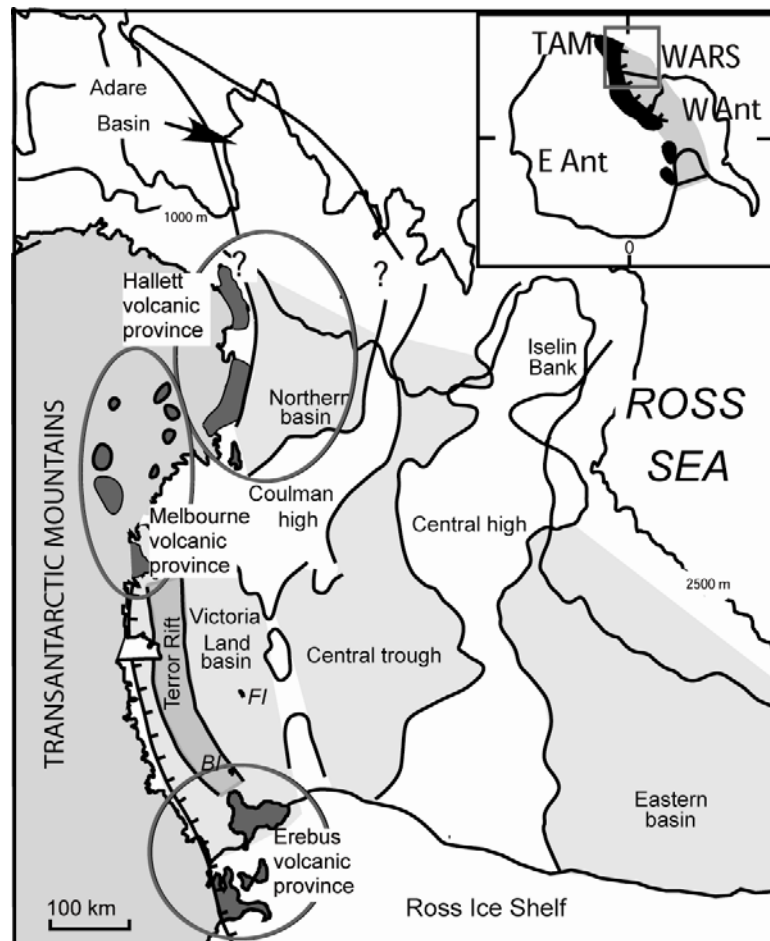 Adare
Basin
1000 m
TAM
WARS
W Ant
E Ant
0
?
?
Hallett
volcanic
province
Northern
basin
Iselin
Bank
ROSS
SEA
TRANSANTARCTIC MOUNTAINS
Coulman
high
Central high
Melbourne
volcanic
province
2500 m
Terror Rift
Victoria
Land
basin
Central trough
FI
BI
Eastern
basin
Erebus
volcanic
province
100 km
Ross Ice Shelf